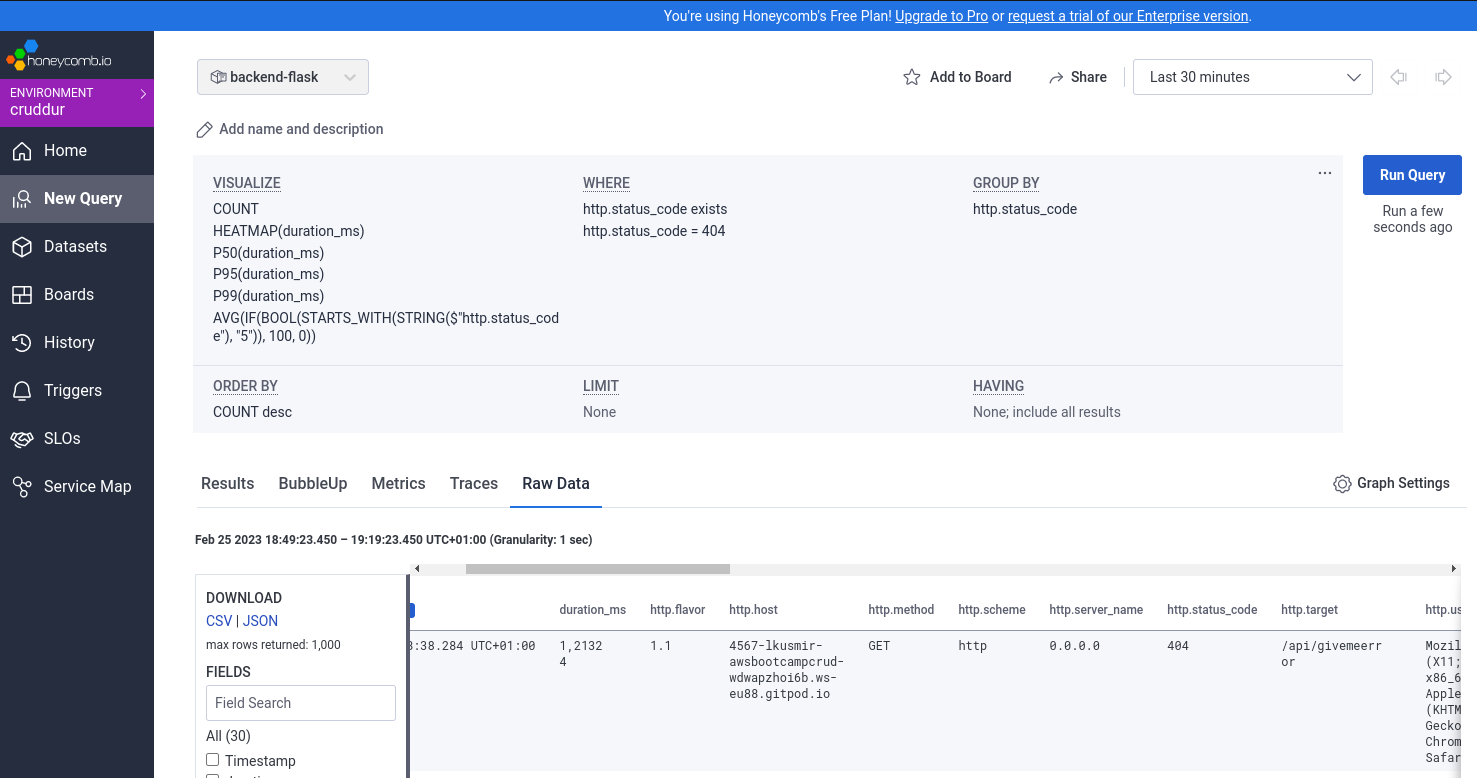 You're using Honeycomb's Free Plan! Upgrade to Pro or request a trial of our Enterprise version.
honeycomb.io
ENVIRONMENT
cruddur
Home
New Query
Datasets
Boards
History
Triggers
SLOs
Service Map
backend-flask
Add to Board
Share
Last 30 minutes
Add name and description
VISUALIZE
COUNT
HEATMAP(duration_ms)
P50(duration_ms)
P95(duration_ms)
P99(duration_ms)
AVG(IF(BOOL(STARTS_WITH(STRING($"http.status_cod
e"), "5")), 100, 0))
WHERE
http.status_code exists
http.status_code = 404
GROUP BY
http.status_code
...
Run Query
Run a few
seconds ago
ORDER BY
COUNT desc
LIMIT
None
HAVING
None; include all results
Results BubbleUp Metrics Traces Raw Data
Graph Settings
Feb 25 2023 18:49:23.450 – 19:19:23.450 UTC+01:00 (Granularity: 1 sec)
DOWNLOAD
CSV | JSON
max rows returned: 1,000
FIELDS
Field Search
All (30)
Timestamp
duration_ms http.flavor http.host http.method http.scheme http.server_name http.status_code http.target http.us
:38.284 UTC+01:00 1,2132 1.1 4567-lkusmir- GET http 0.0.0.0 404 /api/givemeerr Mozil
4 awsbootcampcrud- or (X11;
wdwapzhoi6b.ws- x86_6
eu88.gitpod.io Apple
(KHTM
Gecko
Chrom
Safar